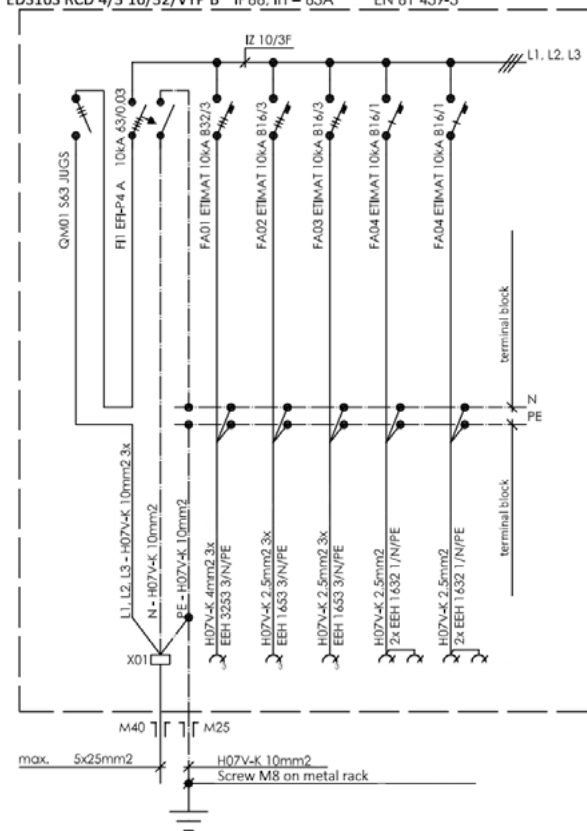 IZ 10/3F
L1, L2, L3
QM01 S63 JUGS
FI1 EFI-P4 A 10kA 63/0,03
FA01 ETIMAT 10kA B32/3
FA02 ETIMAT 10kA B16/3
FA03 ETIMAT 10kA B16/3
FA04 ETIMAT 10kA B16/1
FA04 ETIMAT 10kA B16/1
terminal block
N
PE
terminal block
L1, L2, L3 - H07V-K 10mm2 3x
N - H07V-K 10mm2
PE - H07V-K 10mm2
H07V-K 4mm2 3x
EEH 3253 3/N/PE
H07V-K 2.5mm2 3x
EEH 1653 3/N/PE
H07V-K 2.5mm2 3x
EEH 1653 3/N/PE
H07V-K 2.5mm2
2x EEH 1632 1/N/PE
H07V-K 2.5mm2
2x EEH 1632 1/N/PE
X01
3
3
3
M40
M25
max. 5x25mm2
H07V-K 10mm2
Screw M8 on metal rack